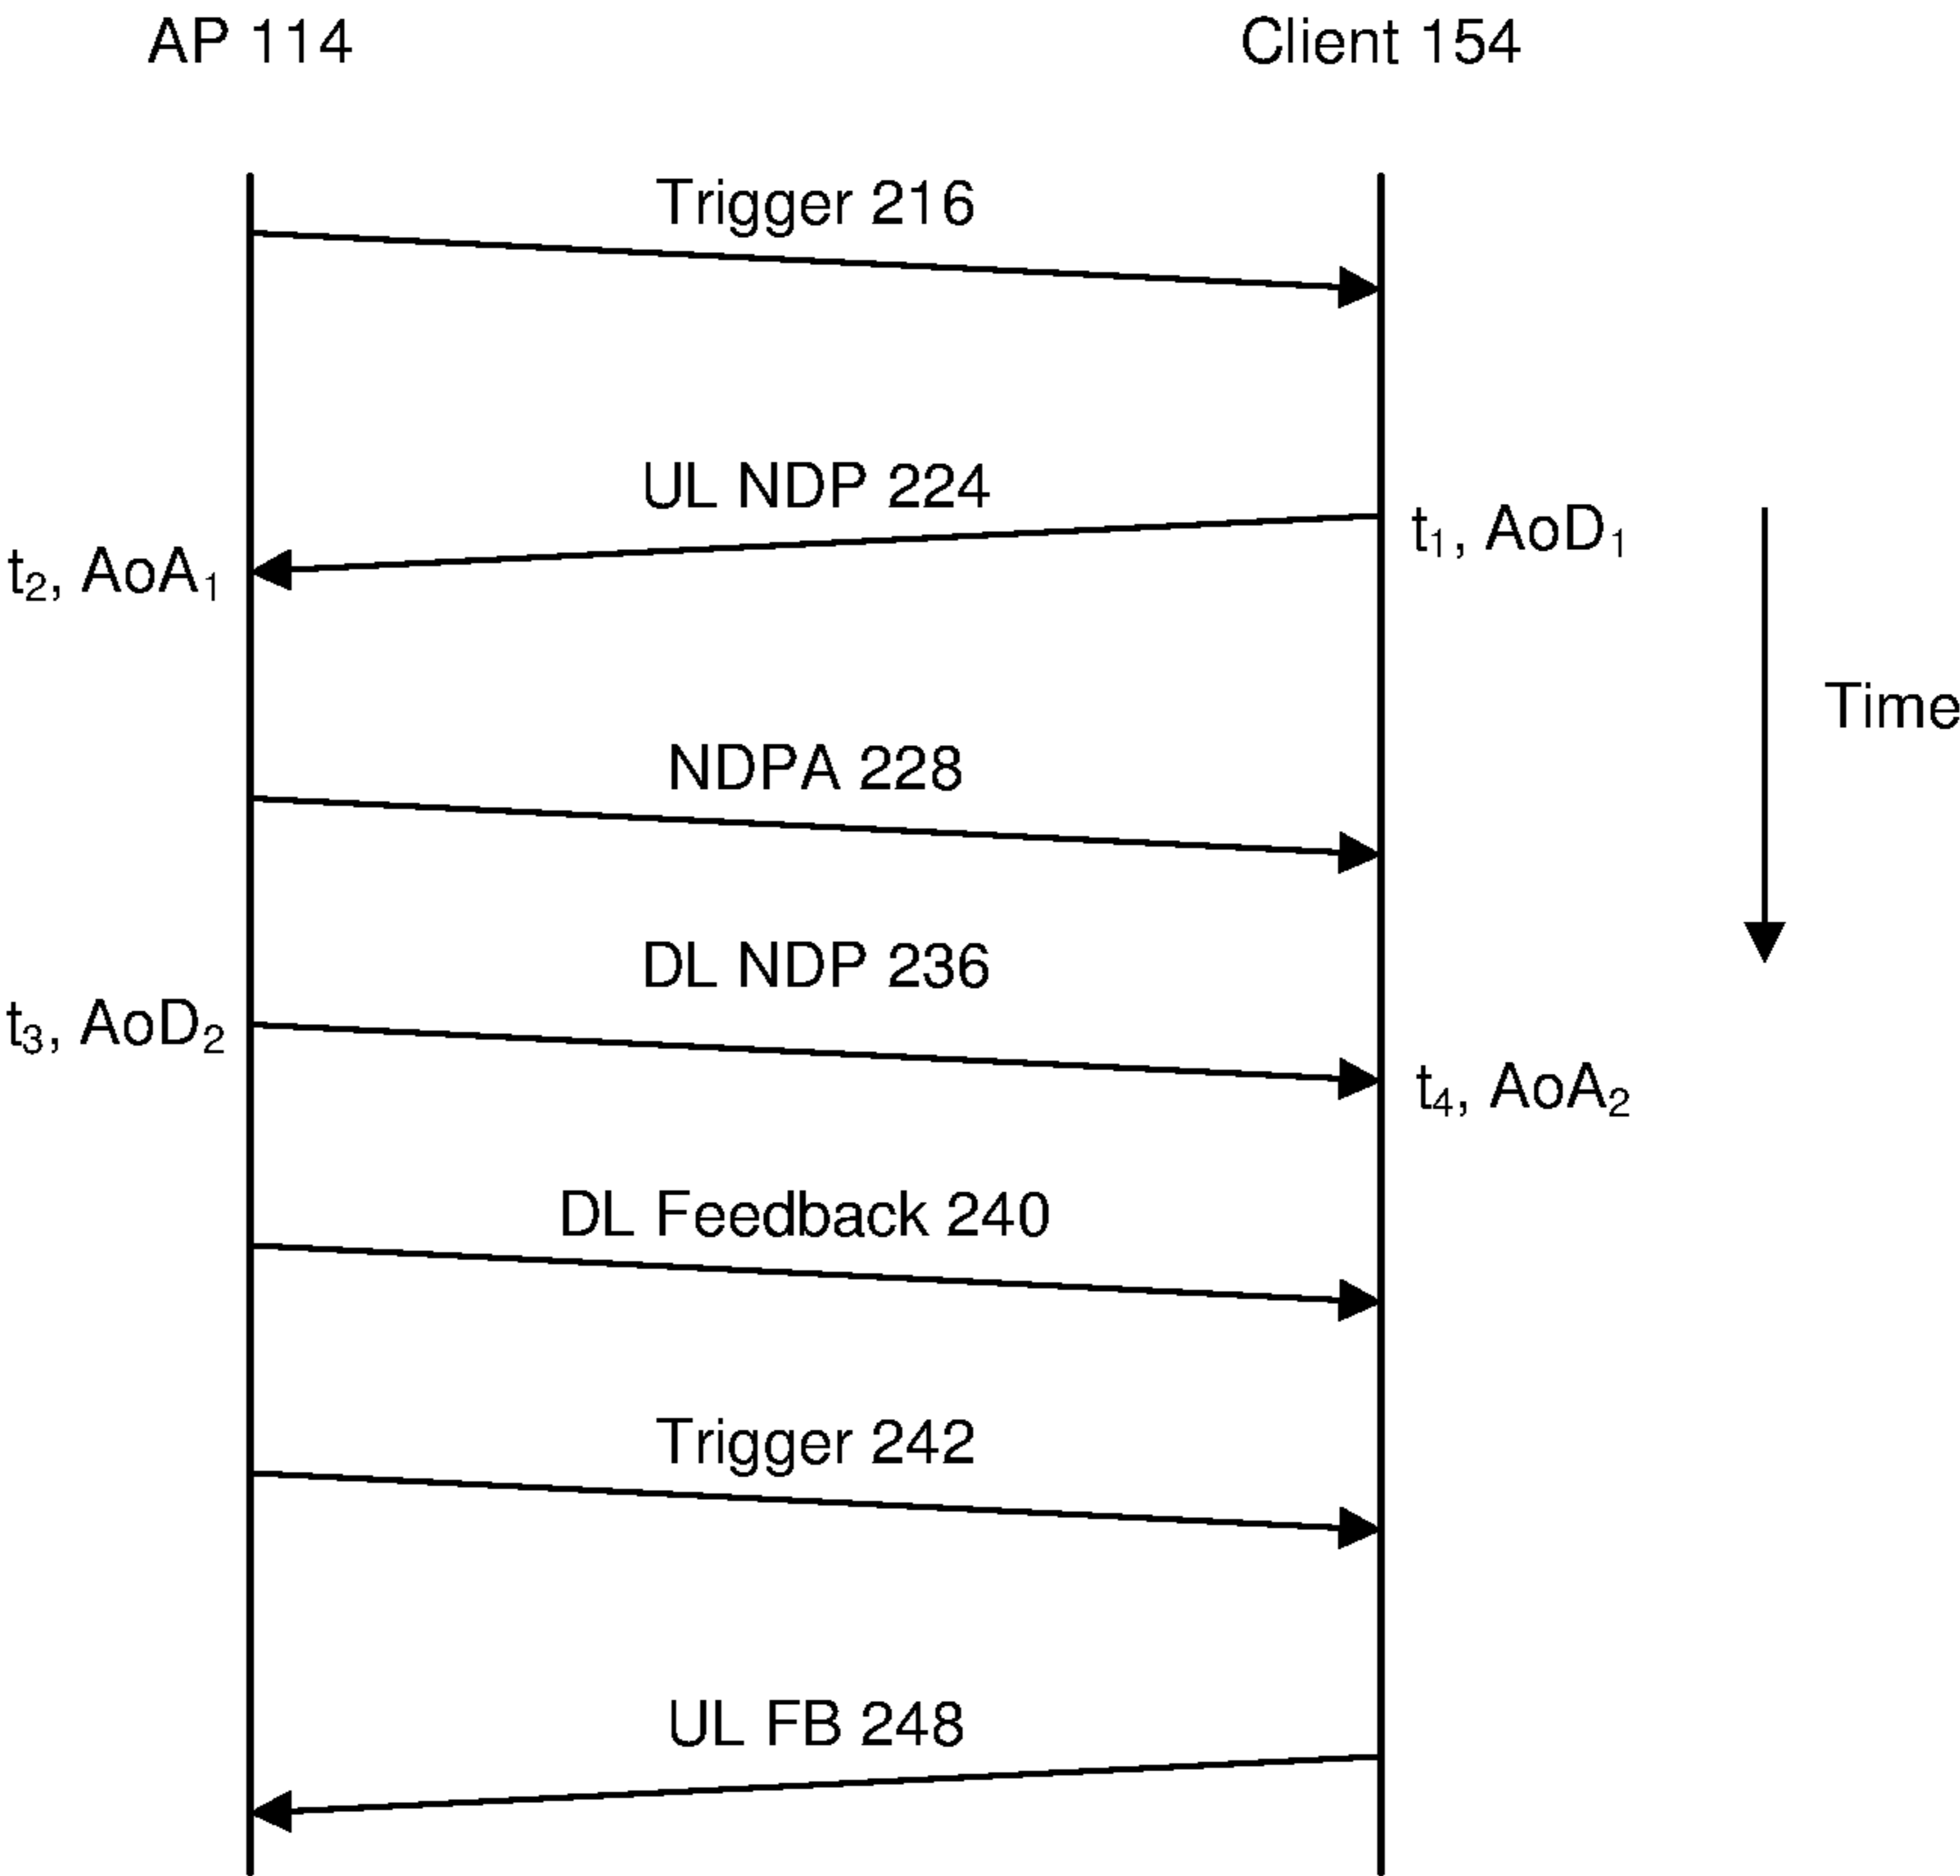 AP 114
Client 154
Trigger 216
UL NDP 224
t₁, AoD₁
t₂, AoA₁
Time
NDPA 228
DL NDP 236
t₃, AoD₂
t₄, AoA₂
DL Feedback 240
Trigger 242
UL FB 248